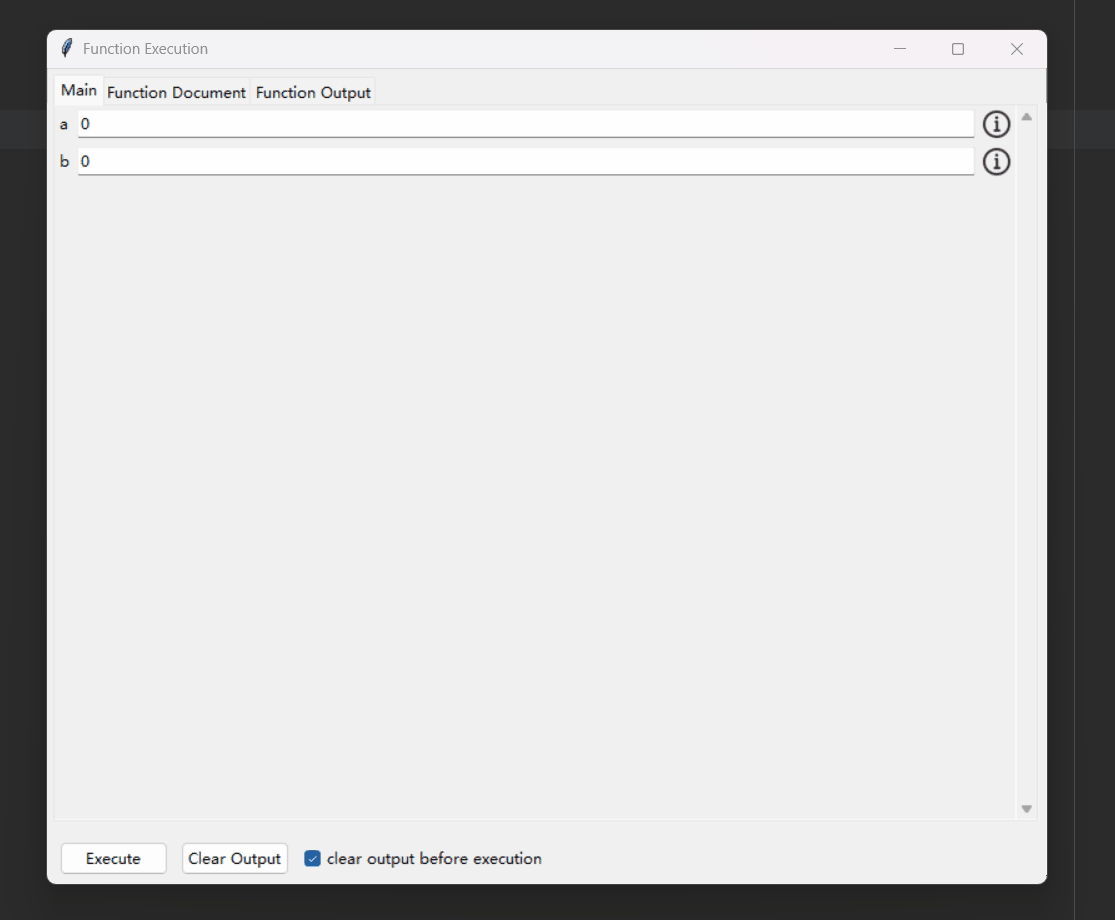 Function Execution
Main Function Document Function Output
a 0
b 0
Execute Clear Output clear output before execution